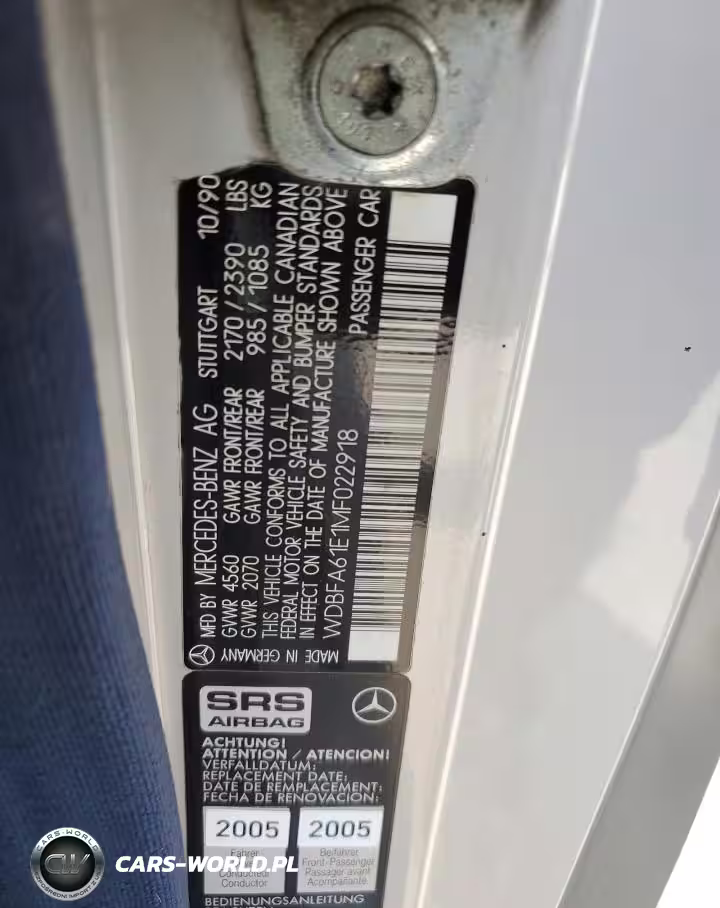 MFD BY MERCEDES-BENZ AG STUTTGART 10/90
GVWR 4560 GAWR FRONT/REAR 2170 / 2390 LBS
GVWR 2070 GAWR FRONT/REAR 985 / 1085 KG
THIS VEHICLE CONFORMS TO ALL APPLICABLE CANADIAN
FEDERAL MOTOR VEHICLE SAFETY AND BUMPER STANDARDS
IN EFFECT ON THE DATE OF MANUFACTURE SHOWN ABOVE
WDBFA61E1MF022918 PASSENGER CAR
MADE IN GERMANY
SRS
AIRBAG
ACHTUNG!
ATTENTION / ATENCION!
VERFALLDATUM:
REPLACEMENT DATE:
DATE DE REMPLACEMENT:
FECHA DE RENOVACION:
2005 2005
Fahrer Beifahrer
Front-Passenger
Conducteur Passager avant
Conductor Acompañante
BEDIENUNGSANLEITUNG
CARS-WORLD
CW
CARS-WORLD.PL